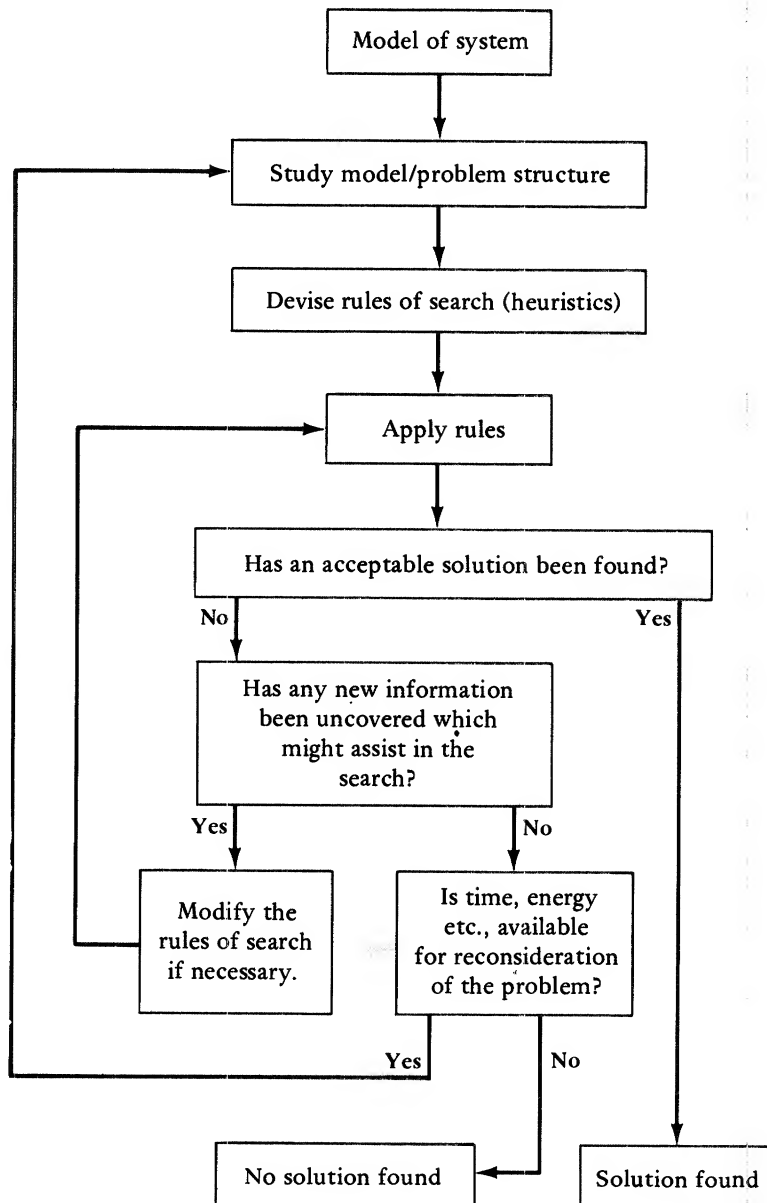 Model of system
Study model/problem structure
Devise rules of search (heuristics)
Apply rules
Has an acceptable solution been found?
No
Yes
Has any new information
been uncovered which
might assist in the
search?
Yes
No
Modify the
rules of search
if necessary.
Is time, energy
etc., available
for reconsideration
of the problem?
Yes
No
No solution found
Solution found